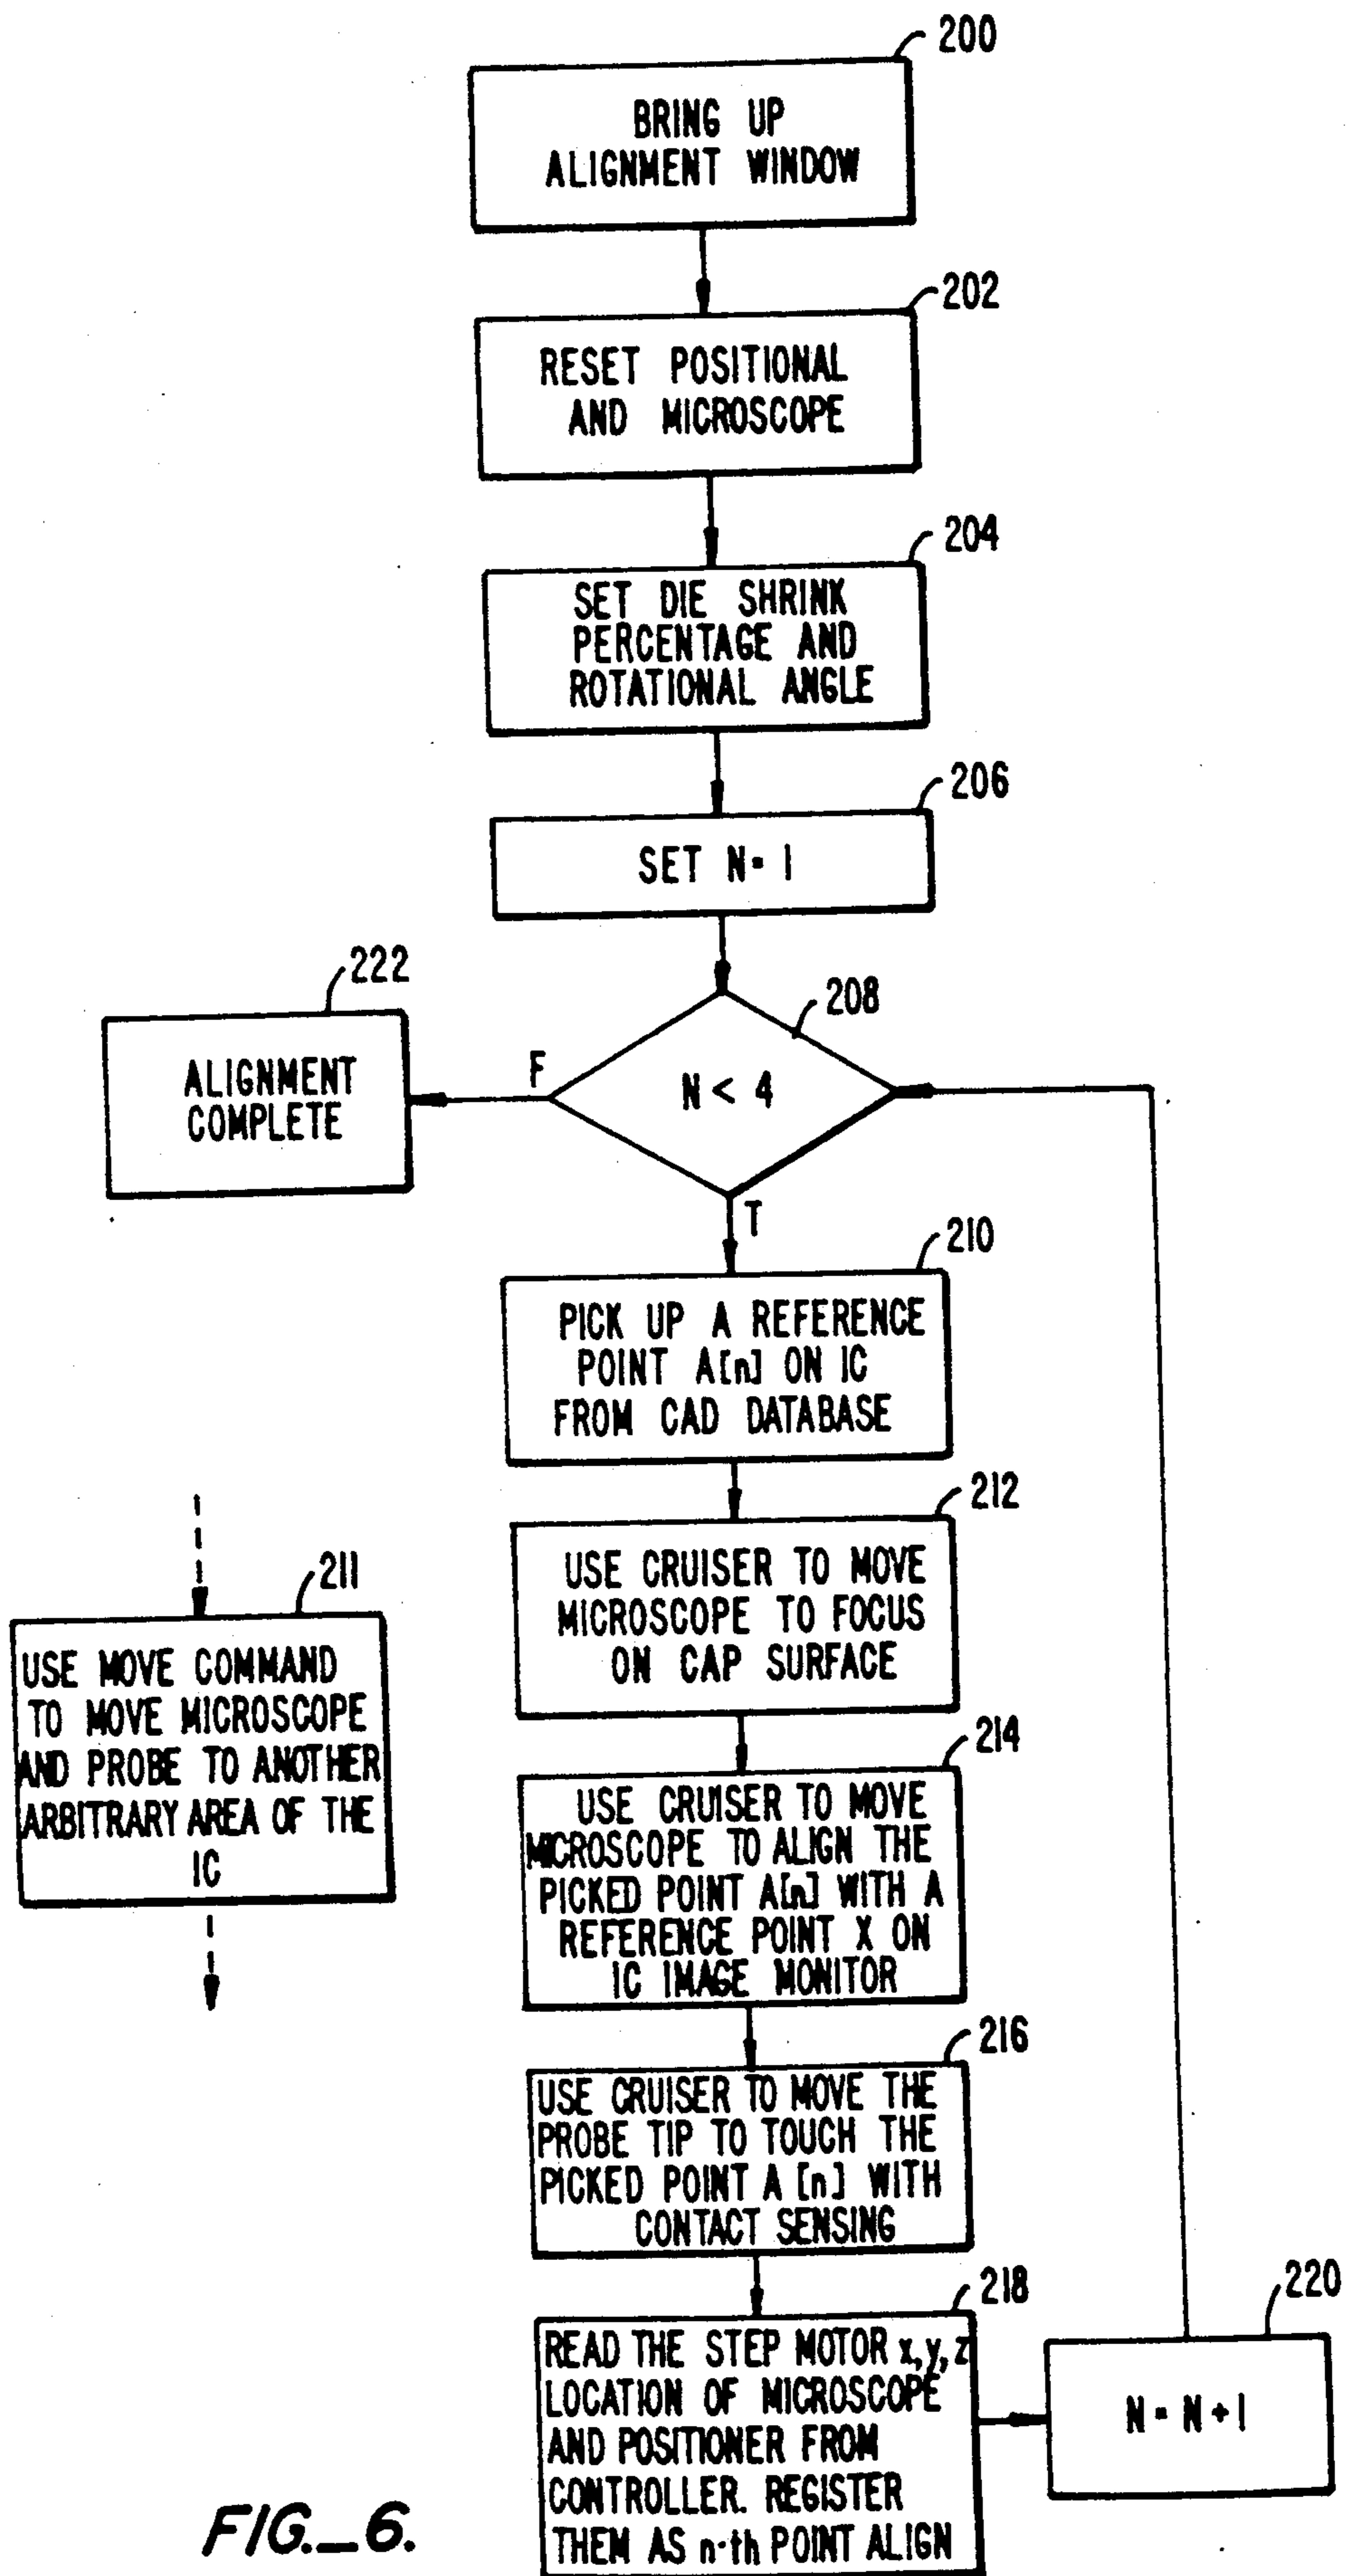 200
BRING UP
ALIGNMENT WINDOW
202
RESET POSITIONAL
AND MICROSCOPE
204
SET DIE SHRINK
PERCENTAGE AND
ROTATIONAL ANGLE
206
SET N = 1
222
ALIGNMENT
COMPLETE
F
208
N < 4
T
210
PICK UP A REFERENCE
POINT A[n] ON IC
FROM CAD DATABASE
212
USE CRUISER TO MOVE
MICROSCOPE TO FOCUS
ON CAP SURFACE
211
USE MOVE COMMAND
TO MOVE MICROSCOPE
AND PROBE TO ANOTHER
ARBITRARY AREA OF THE
IC
214
USE CRUISER TO MOVE
MICROSCOPE TO ALIGN THE
PICKED POINT A[n] WITH A
REFERENCE POINT X ON
IC IMAGE MONITOR
216
USE CRUISER TO MOVE THE
PROBE TIP TO TOUCH THE
PICKED POINT A [n] WITH
CONTACT SENSING
218
READ THE STEP MOTOR x,y,z
LOCATION OF MICROSCOPE
AND POSITIONER FROM
CONTROLLER. REGISTER
THEM AS n-th POINT ALIGN
220
N = N + 1
FIG._6.